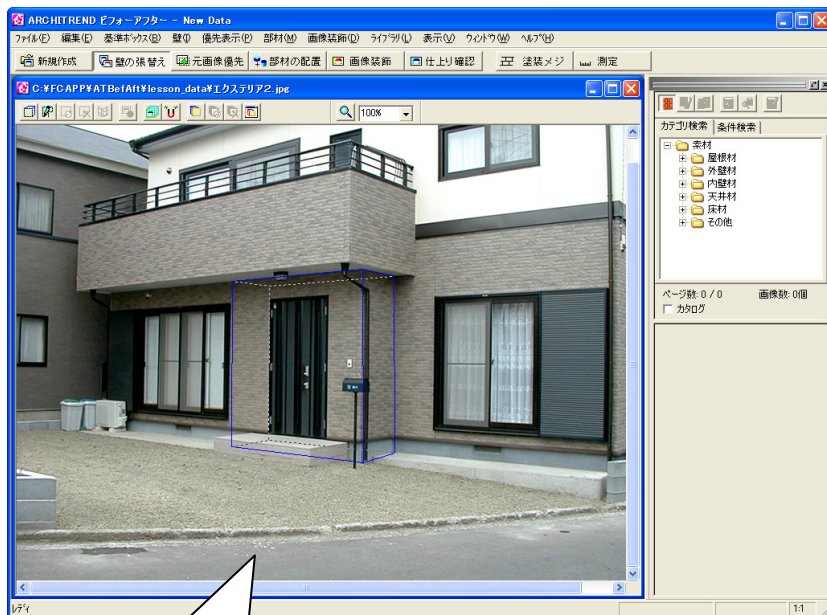 ARCHITREND ビフォーアフター - New Data
ファイル(F) 編集(E) 基準ボックス(B) 壁(I) 優先表示(P) 部材(M) 画像装飾(D) ライブラリ(L) 表示(V) ウィンドウ(W) ヘルプ(H)
新規作成 壁の張替え 元画像優先 部材の配置 画像装飾 仕上り確認 塗装メジ 測定
C:¥FCAPP¥ATBefAft¥lesson_data¥エクステリア2.jpg
100%
カテゴリ検索 条件検索
素材
屋根材
外壁材
内壁材
天井材
床材
その他
ページ数: 0 / 0 画像数: 0個
カタログ
レディ
1:1